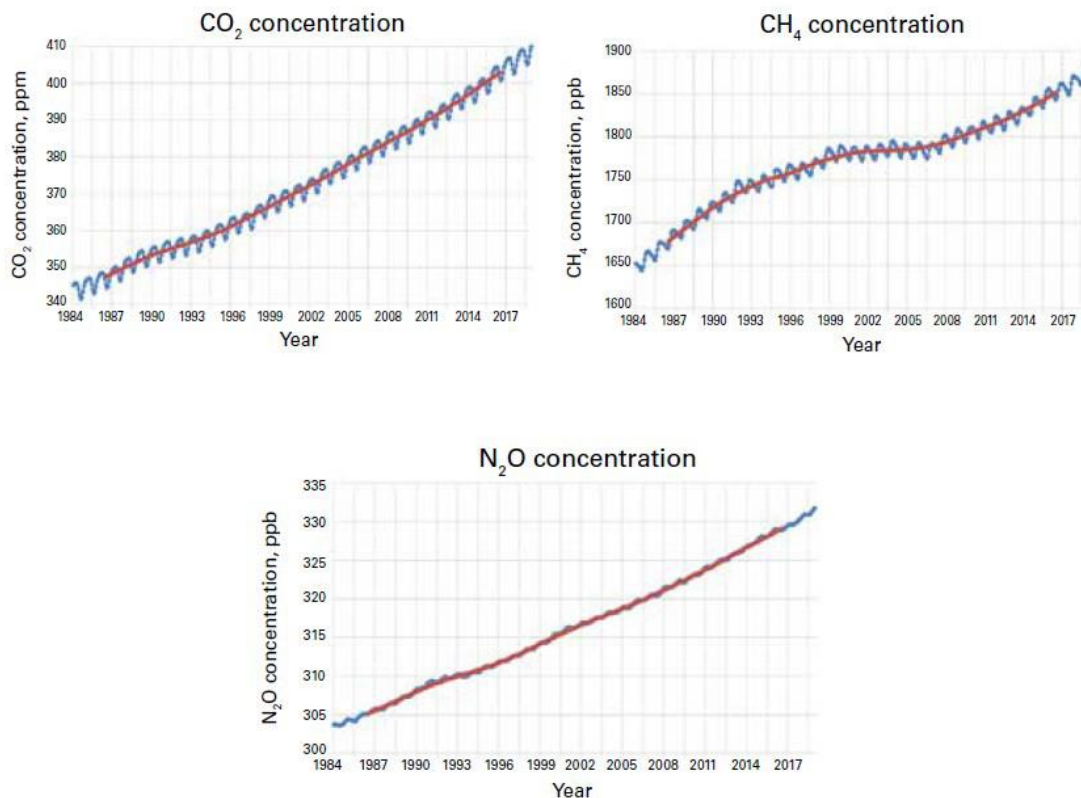 CO₂ concentration
CO₂ concentration, ppm
410
400
390
380
370
360
350
340
1984 1987 1990 1993 1996 1999 2002 2005 2008 2011 2014 2017
Year
CH₄ concentration
CH₄ concentration, ppb
1900
1850
1800
1750
1700
1650
1600
1984 1987 1990 1993 1996 1999 2002 2005 2008 2011 2014 2017
Year
N₂O concentration
N₂O concentration, ppb
335
330
325
320
315
310
305
300
1984 1987 1990 1993 1996 1999 2002 2005 2008 2011 2014 2017
Year